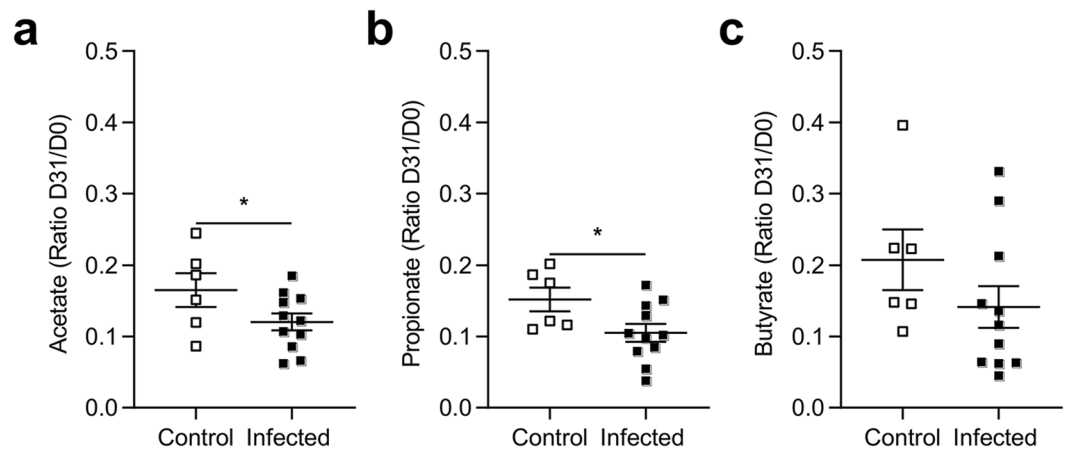 a
Acetate (Ratio D31/D0)
0.5
0.4
0.3
0.2
0.1
0.0
*
Control Infected
b
Propionate (Ratio D31/D0)
0.5
0.4
0.3
0.2
0.1
0.0
*
Control Infected
c
Butyrate (Ratio D31/D0)
0.5
0.4
0.3
0.2
0.1
0.0
Control Infected